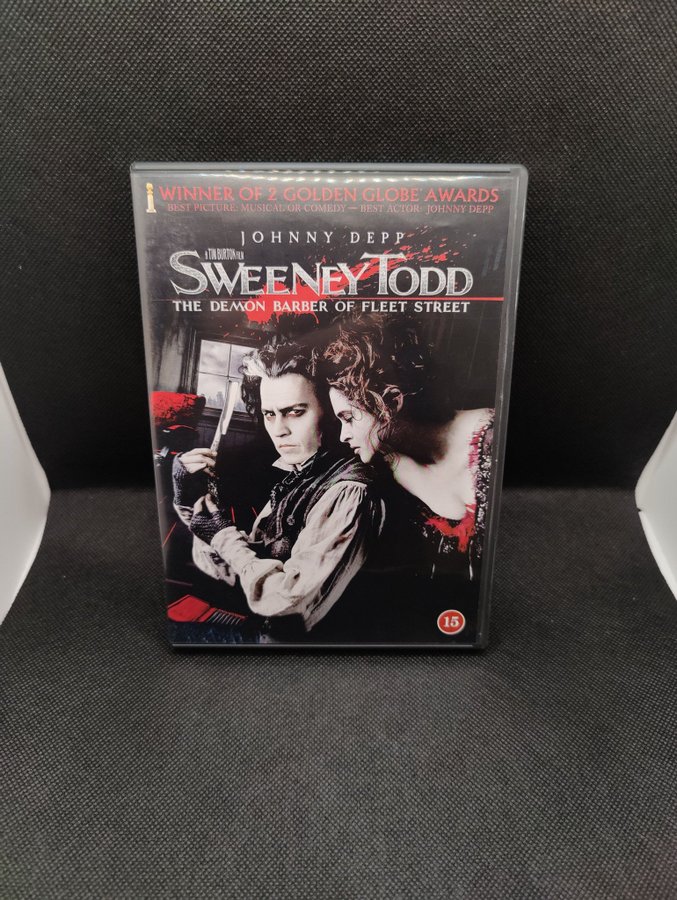 WINNER OF 2 GOLDEN GLOBE AWARDS
BEST PICTURE: MUSICAL OR COMEDY — BEST ACTOR: JOHNNY DEPP
JOHNNY DEPP
A TIM BURTON FILM
SWEENEY TODD
THE DEMON BARBER OF FLEET STREET
15